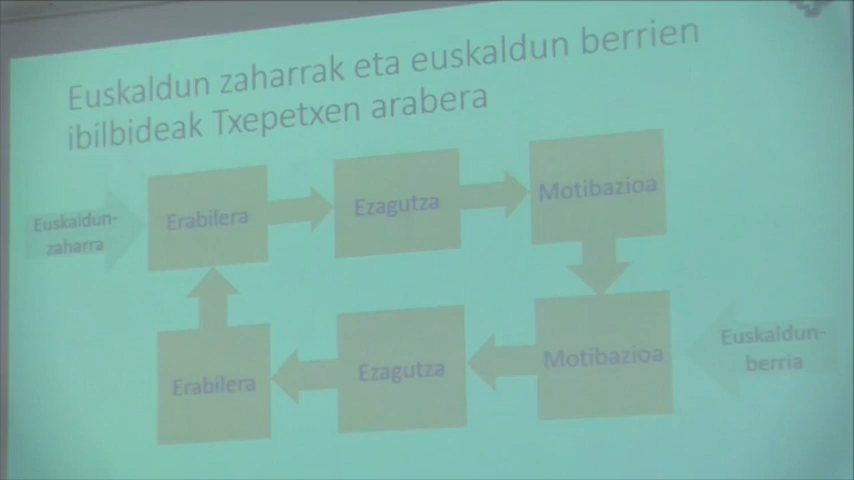 Euskaldun zaharrak eta euskaldun berrien
ibilbideak Txepetxen arabera
Euskaldun-
zaharra
Erabilera
Ezagutza
Motibazioa
Erabilera
Ezagutza
Motibazioa
Euskaldun-
berria